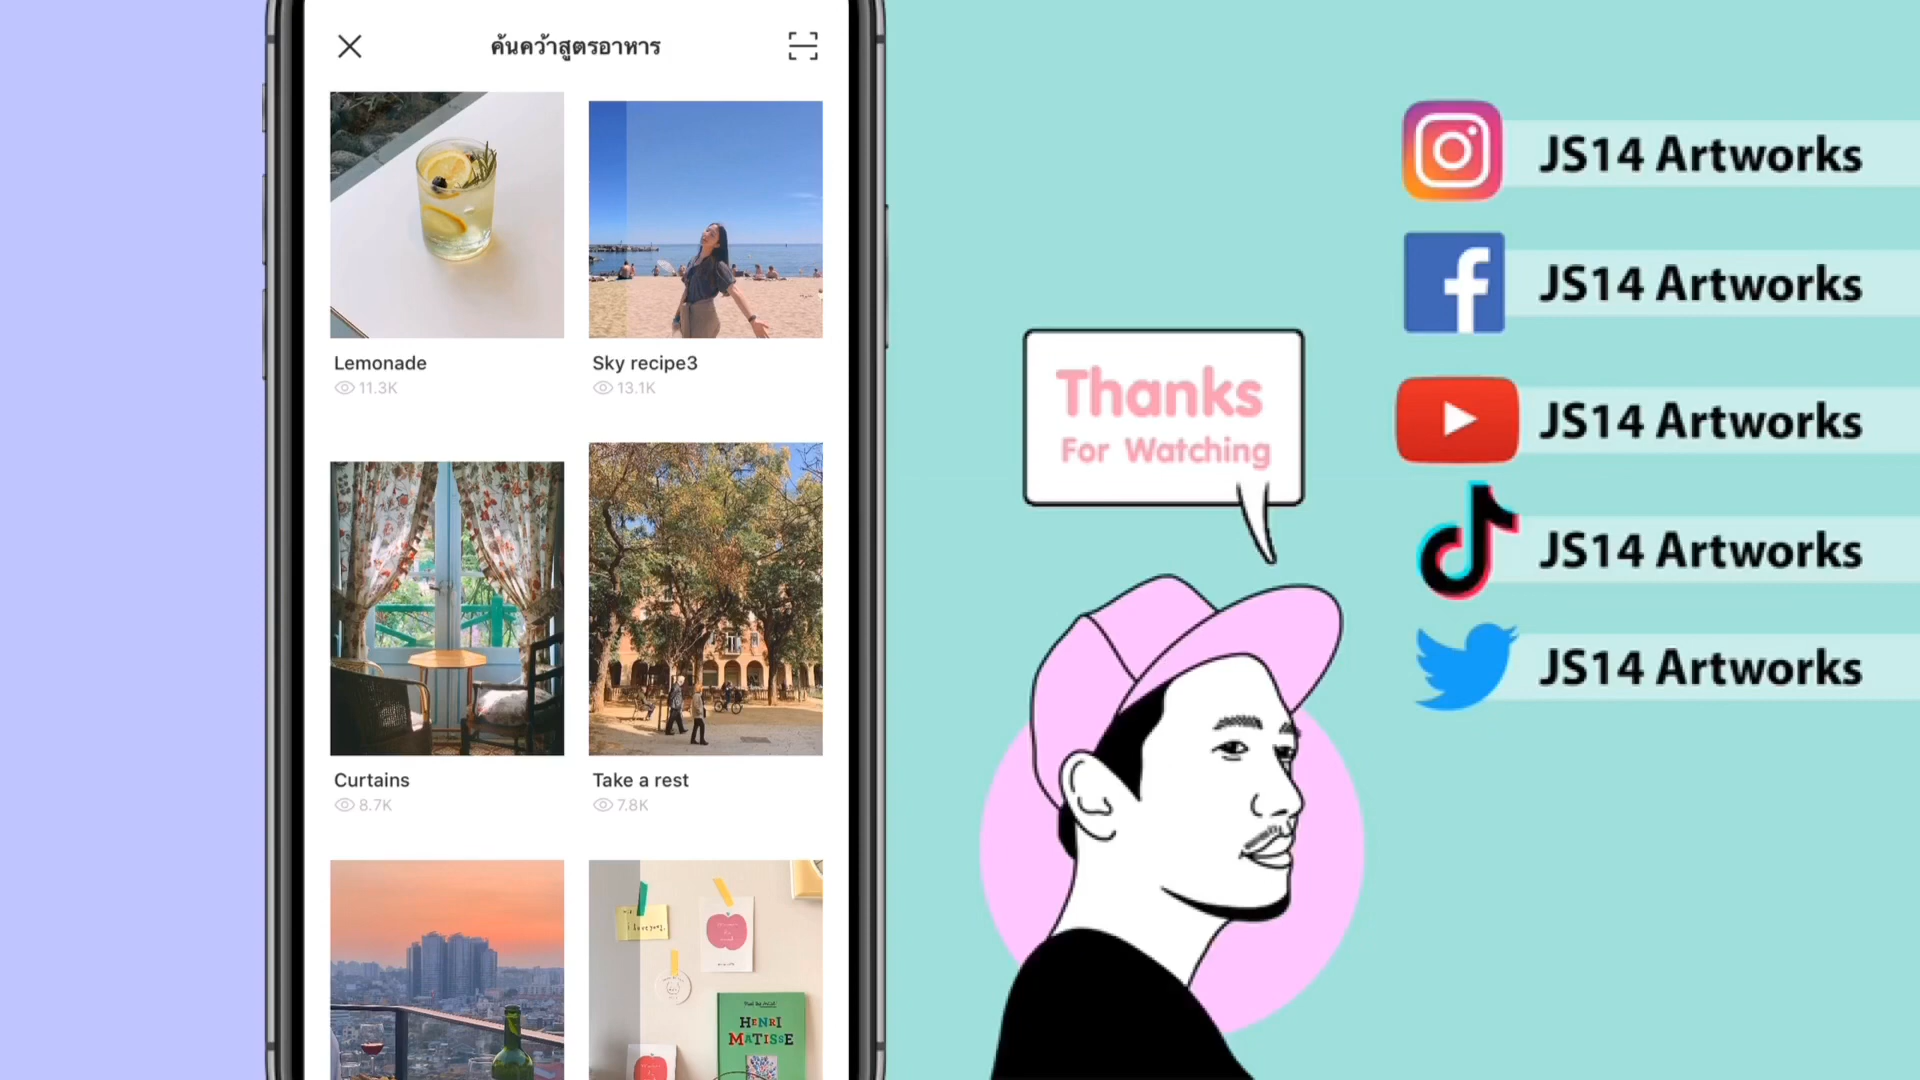 ค้นคว้าสูตรอาหาร
Lemonade
11.3K
Sky recipe3
13.1K
Curtains
8.7K
Take a rest
7.8K
HENRI
MATISSE
Thanks
For Watching
JS14 Artworks
JS14 Artworks
JS14 Artworks
JS14 Artworks
JS14 Artworks